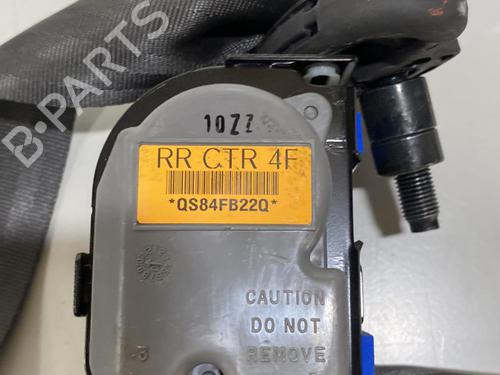 10ZZ
RR CTR 4F
*QS84FB22Q*
CAUTION
DO NOT
REMOVE
B-PARTS